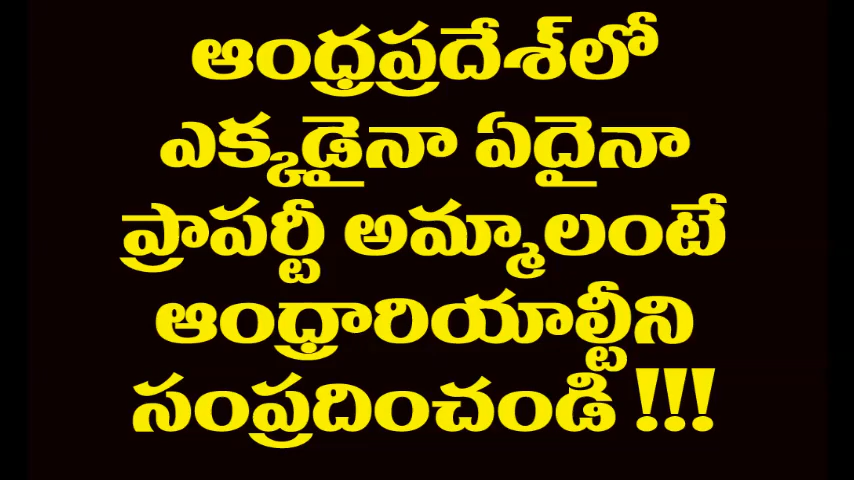 ఆంధ్రప్రదేశ్‌లో
ఎక్కడైనా ఏదైనా
ప్రాపర్టీ అమ్మాలంటే
ఆంధ్రారియాల్టీని
సంప్రదించండి !!!